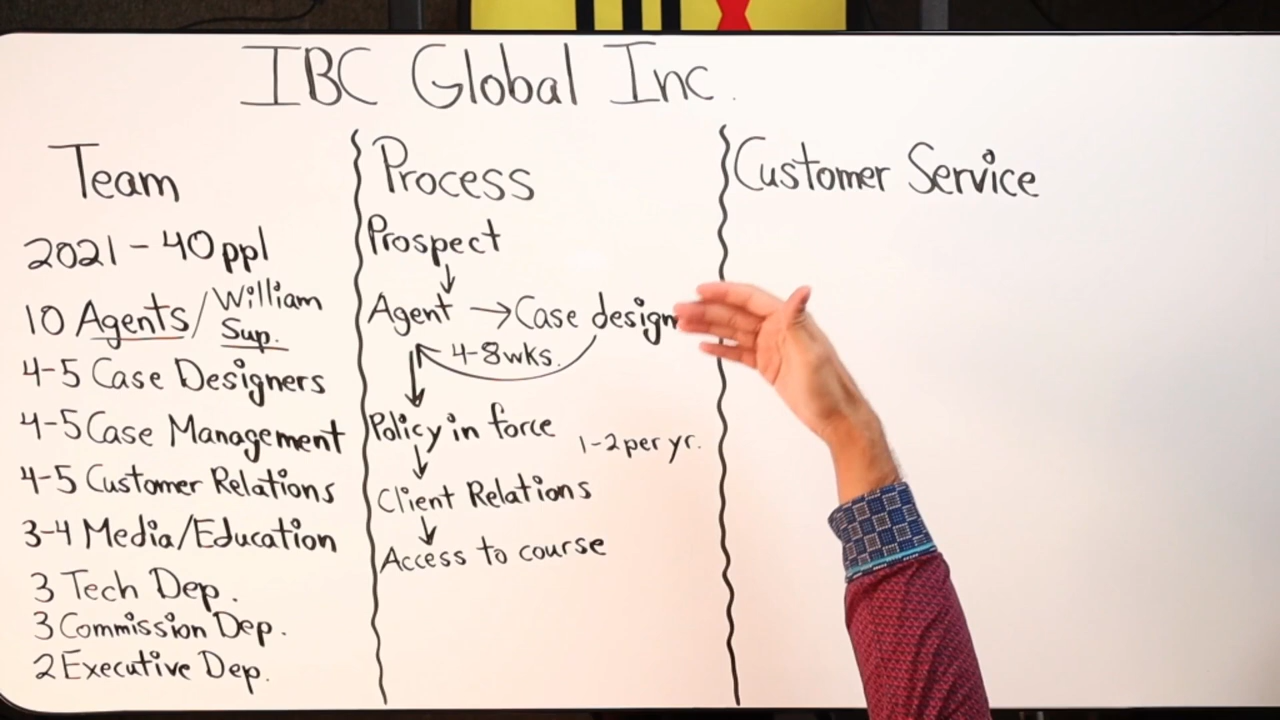 IBC Global Inc.
Team
2021 - 40 ppl
10 Agents / William Sup.
4-5 Case Designers
4-5 Case Management
4-5 Customer Relations
3-4 Media/Education
3 Tech Dep.
3 Commission Dep.
2 Executive Dep.
Process
Prospect
Agent → Case design
4-8wks.
Policy in force
1-2 per yr.
Client Relations
Access to course
Customer Service